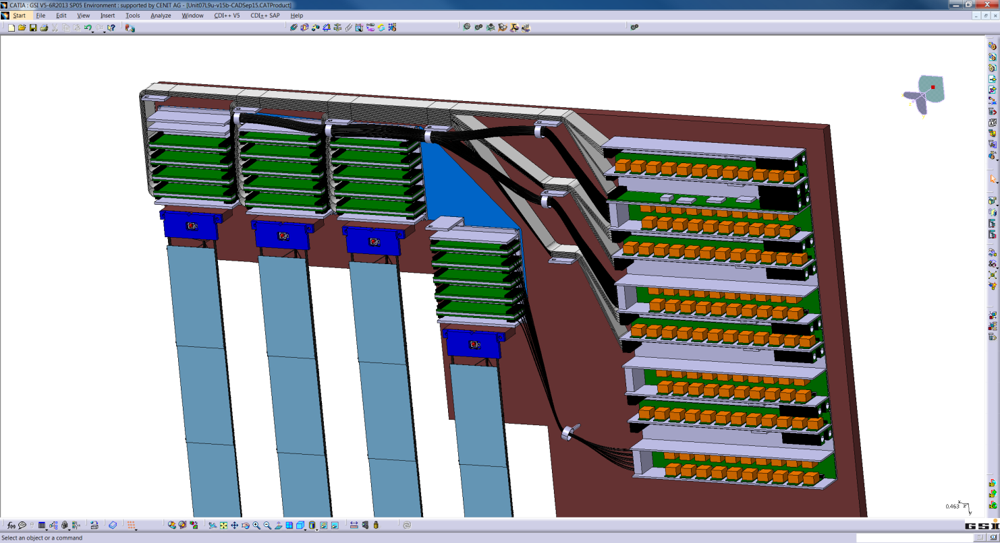 CATIA : GSI V5-6R2013 SP05 Environment : supported by CENIT AG - [Unit07L9u-v15b-CADSep15.CATProduct]
Start File Edit View Insert Tools Analyze Window CDI++ V5 CDI++ SAP Help
0,463
GSI
Select an object or a command